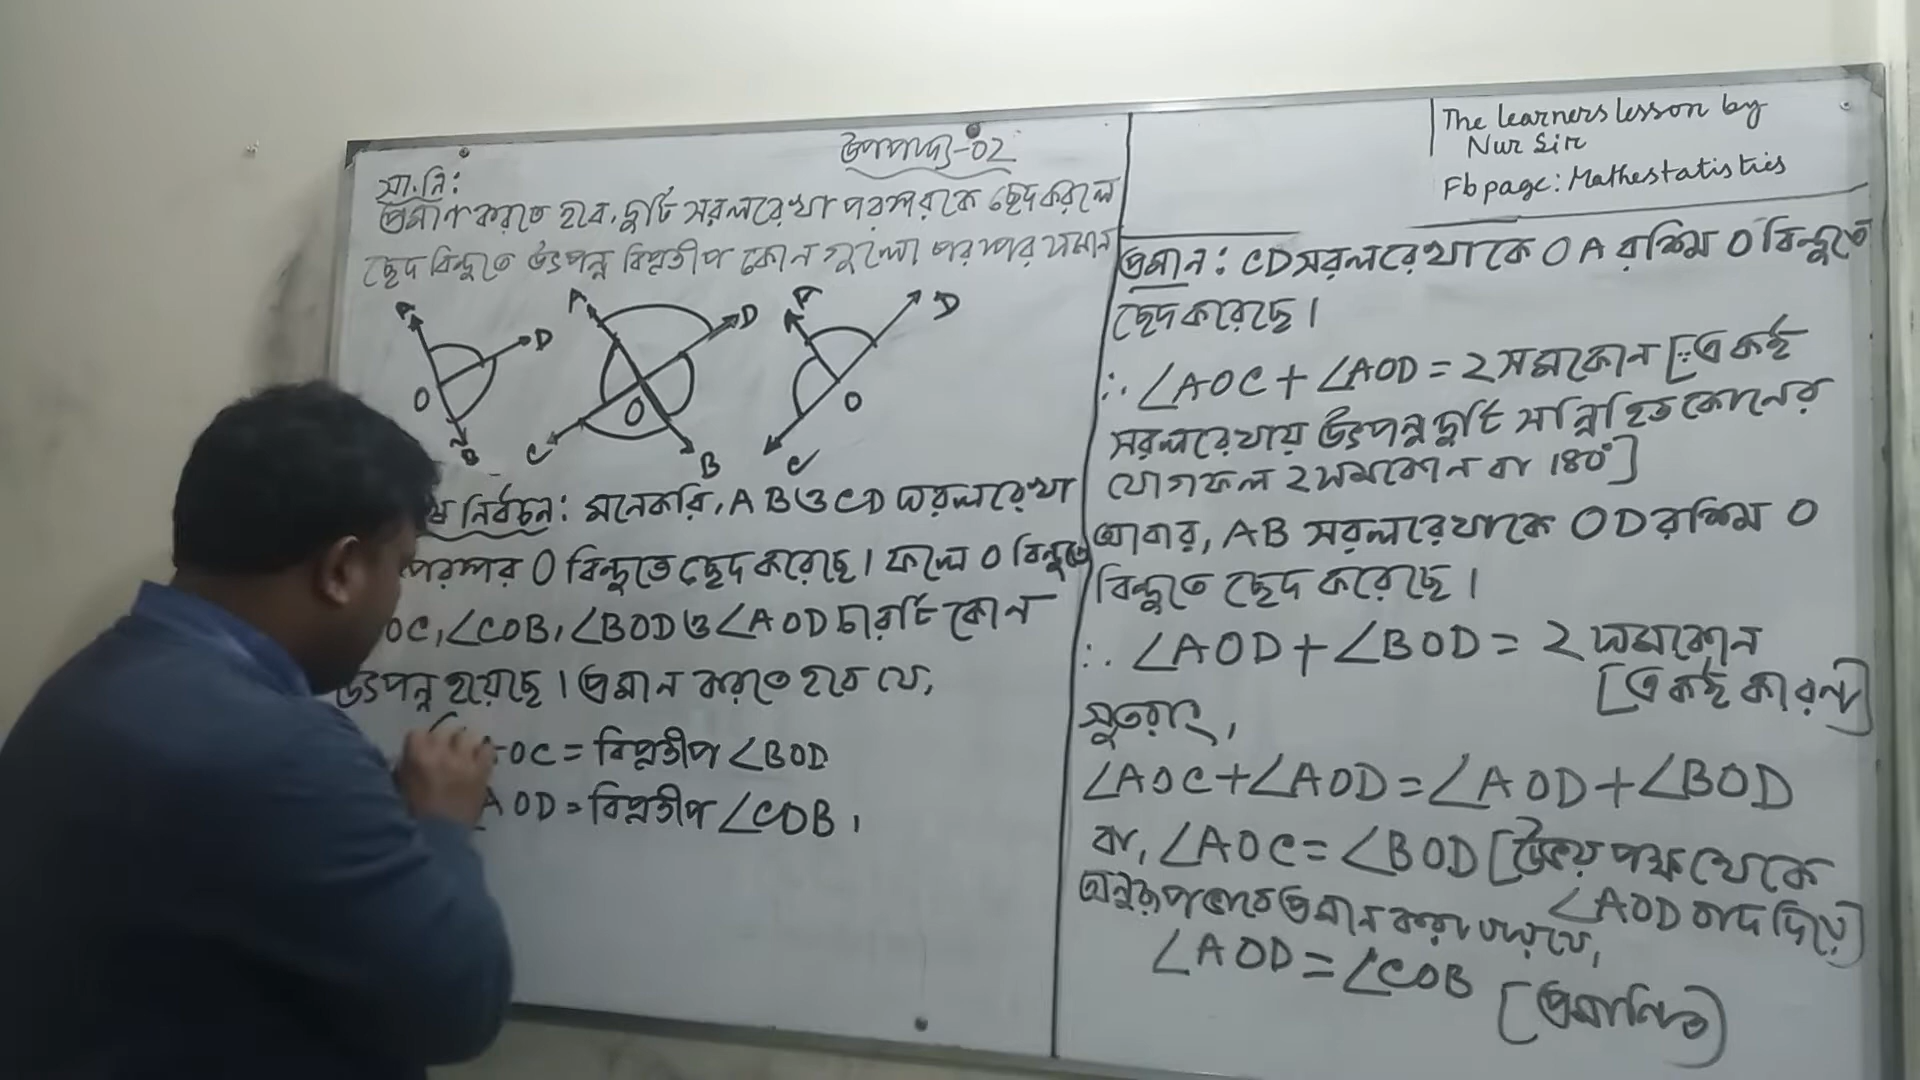 উপপাদ্য-02
সা.নি:
প্রমাণ করতে হবে, দুটি সরলরেখা পরস্পরকে ছেদ করিলে
ছেদ বিন্দুতে উৎপন্ন বিপ্রতীপ কোন গুলো পরস্পর সমান
A
D
O
B
A
D
O
C
B
A
D
O
C
নির্বচন: মনেকরি, AB ও CD সরলরেখা
পরস্পর O বিন্দুতে ছেদ করেছে। ফলে O বিন্দুতে
OC, ∠COB, ∠BOD ও ∠AOD চারটি কোন
উৎপন্ন হয়েছে। প্রমান করতে হবে যে,
AOC = বিপ্রতীপ ∠BOD
∠AOD = বিপ্রতীপ ∠COB।
The learners lesson by
Nur Sir
Fb page: Mathestatistics
প্রমান: CD সরলরেখাকে OA রশ্মি O বিন্দুতে
ছেদ করেছে।
∴ ∠AOC + ∠AOD = 2 সমকোন [∵ একই
সরলরেখায় উৎপন্ন দুটি সন্নিহিত কোনের
যোগফল 2 সমকোন বা 180°]
আবার, AB সরলরেখাকে OD রশ্মি O
বিন্দুতে ছেদ করেছে।
∴ ∠AOD + ∠BOD = 2 সমকোন
[একই কারণ]
সুতরাং,
∠AOC + ∠AOD = ∠AOD + ∠BOD
বা, ∠AOC = ∠BOD [উভয় পক্ষ থেকে
∠AOD বাদ দিয়ে]
অনুরূপভাবে প্রমান করা যায় যে,
∠AOD = ∠COB [প্রমানিত]